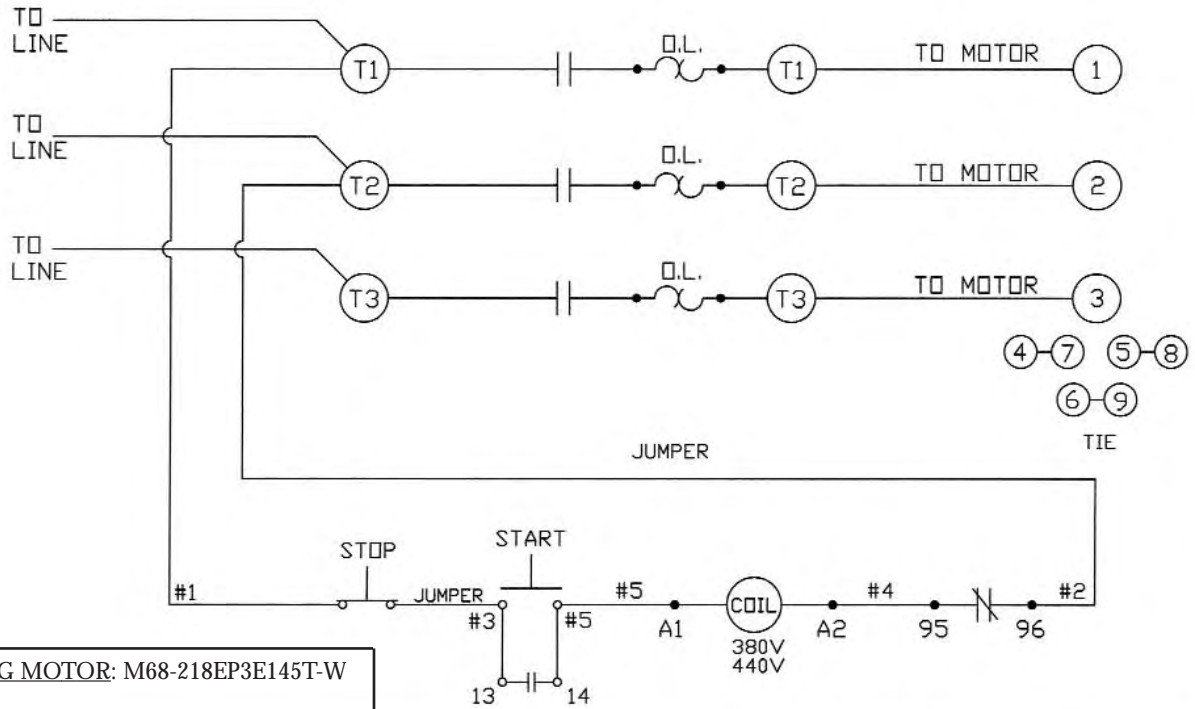 TO
LINE
T1
O.L.
T1
TO MOTOR
1
TO
LINE
T2
O.L.
T2
TO MOTOR
2
TO
LINE
T3
O.L.
T3
TO MOTOR
3
4 7 5 8
6 9
TIE
JUMPER
STOP
START
#1
JUMPER
#3
#5
#5
A1
COIL
380V
440V
A2
#4
95
96
#2
13
14
G MOTOR: M68-218EP3E145T-W